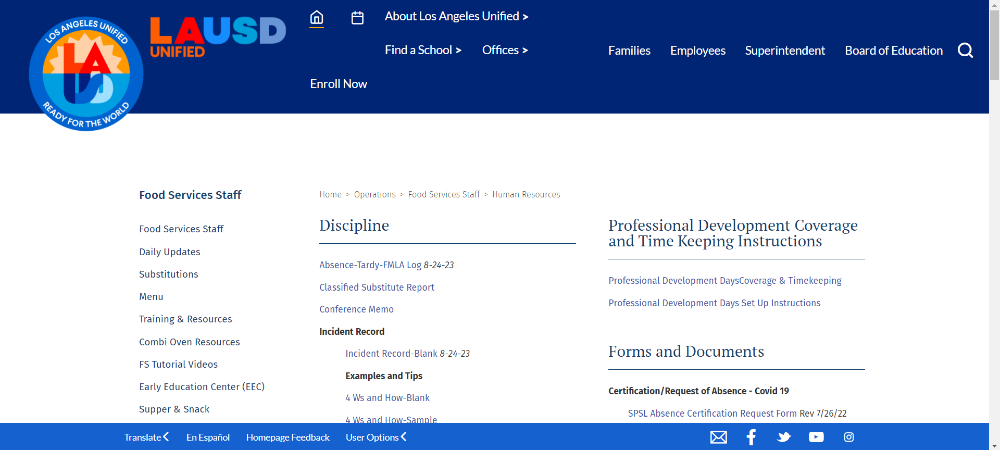 LOS ANGELES UNIFIED
LAUSD
READY FOR THE WORLD
LAUSD
UNIFIED
About Los Angeles Unified >
Find a School >
Offices >
Enroll Now
Families
Employees
Superintendent
Board of Education
Food Services Staff
Food Services Staff
Daily Updates
Substitutions
Menu
Training & Resources
Combi Oven Resources
FS Tutorial Videos
Early Education Center (EEC)
Supper & Snack
Home > Operations > Food Services Staff > Human Resources
Discipline
Absence-Tardy-FMLA Log 8-24-23
Classified Substitute Report
Conference Memo
Incident Record
Incident Record-Blank 8-24-23
Examples and Tips
4 Ws and How-Blank
4 Ws and How-Sample
Professional Development Coverage
and Time Keeping Instructions
Professional Development DaysCoverage & Timekeeping
Professional Development Days Set Up Instructions
Forms and Documents
Certification/Request of Absence - Covid 19
SPSL Absence Certification Request Form Rev 7/26/22
Translate
En Español
Homepage Feedback
User Options